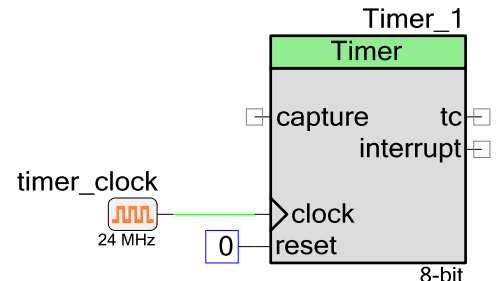 Timer_1
Timer
capture
tc
interrupt
timer_clock
clock
24 MHz
0
reset
8-bit